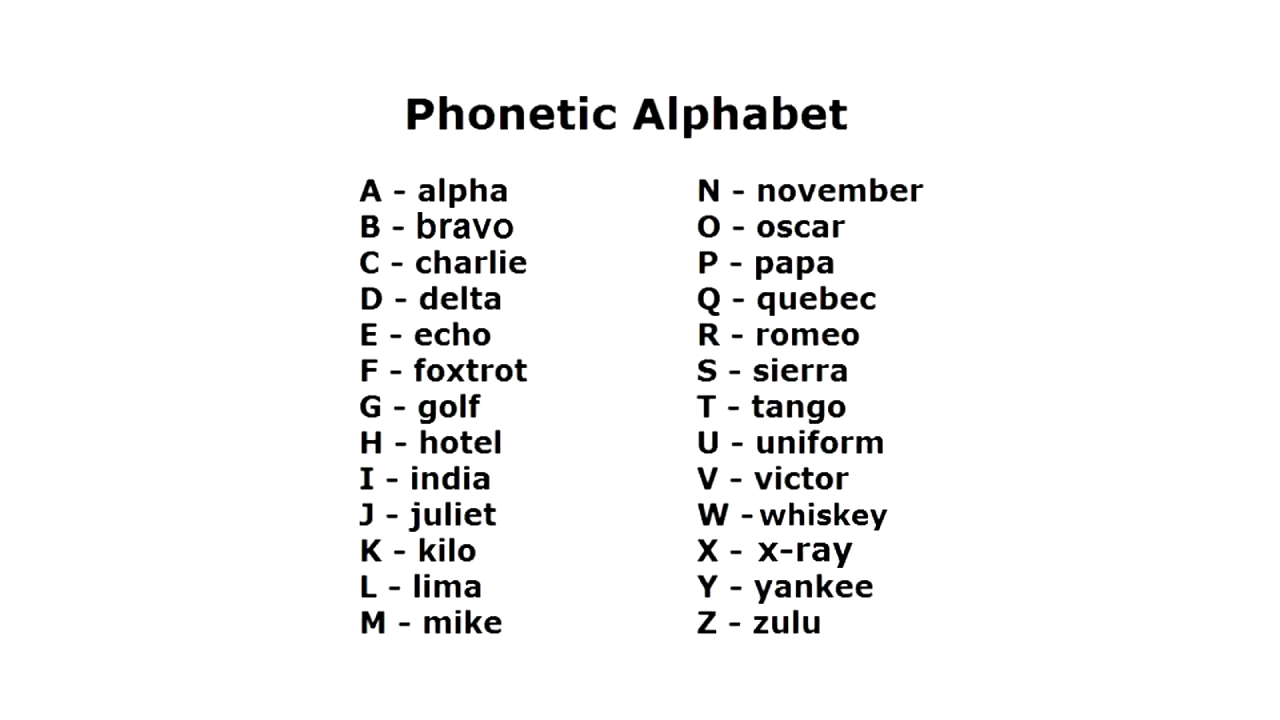 Phonetic Alphabet
A - alpha
B - bravo
C - charlie
D - delta
E - echo
F - foxtrot
G - golf
H - hotel
I - india
J - juliet
K - kilo
L - lima
M - mike
N - november
O - oscar
P - papa
Q - quebec
R - romeo
S - sierra
T - tango
U - uniform
V - victor
W - whiskey
X - x-ray
Y - yankee
Z - zulu